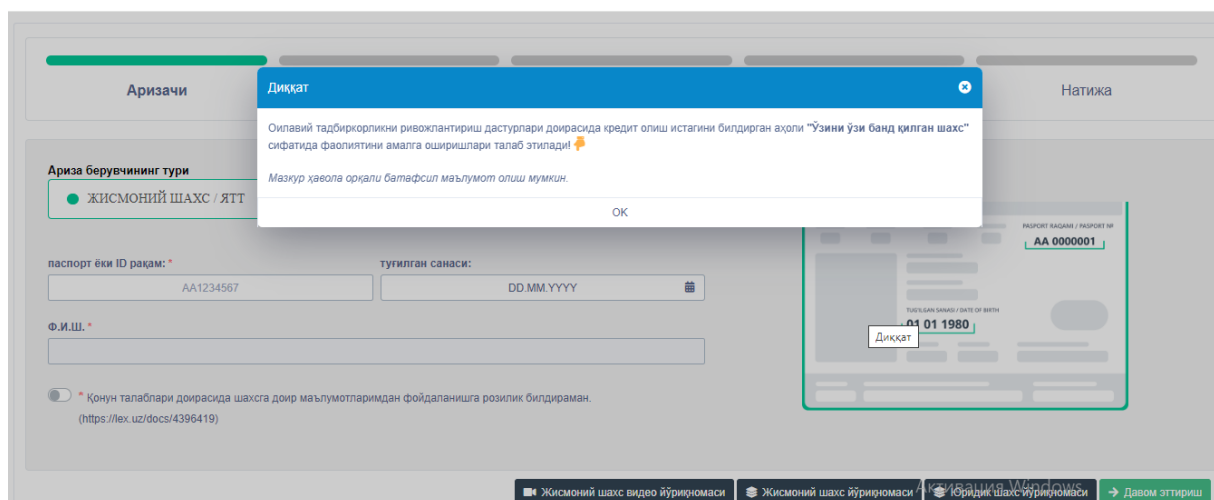 Аризачи
Натижа
Диққат
Оилавий тадбиркорликни ривожлантириш дастурлари доирасида кредит олиш истагини билдирган аҳоли "Ўзини ўзи банд қилган шахс"
сифатида фаолиятини амалга оширишлари талаб этилади!👇
Мазкур ҳавола орқали батафсил маълумот олиш мумкин.
OK
Ариза берувчининг тури
ЖИСМОНИЙ ШАХС / ЯТТ
паспорт ёки ID рақам: *
туғилган санаси:
AA1234567
DD.MM.YYYY
Ф.И.Ш. *
* Қонун талаблари доирасида шахсга доир маълумотларимдан фойдаланишга розилик билдираман.
(https://lex.uz/docs/4396419)
PASPORT RAQAMI / PASPORT №
AA 0000001
TUG'ILGAN SANASI / DATE OF BIRTH
01 01 1980
Диққат
Жисмоний шахс видео йўриқномаси
Жисмоний шахс йўриқномаси
Юридик шахс йўриқномаси
Давом эттириш
Активация Windows